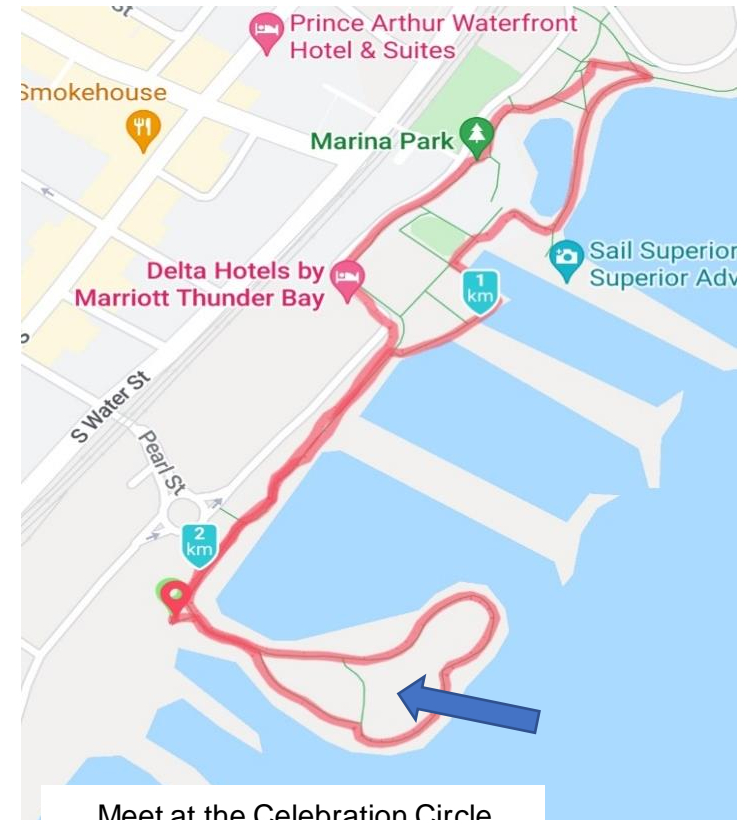 St
Prince Arthur Waterfront
Hotel & Suites
Smokehouse
Marina Park
Sail Superior
Superior Adv
Delta Hotels by
Marriott Thunder Bay
1
km
S Water St
Pearl St
2
km
Meet at the Celebration Circle